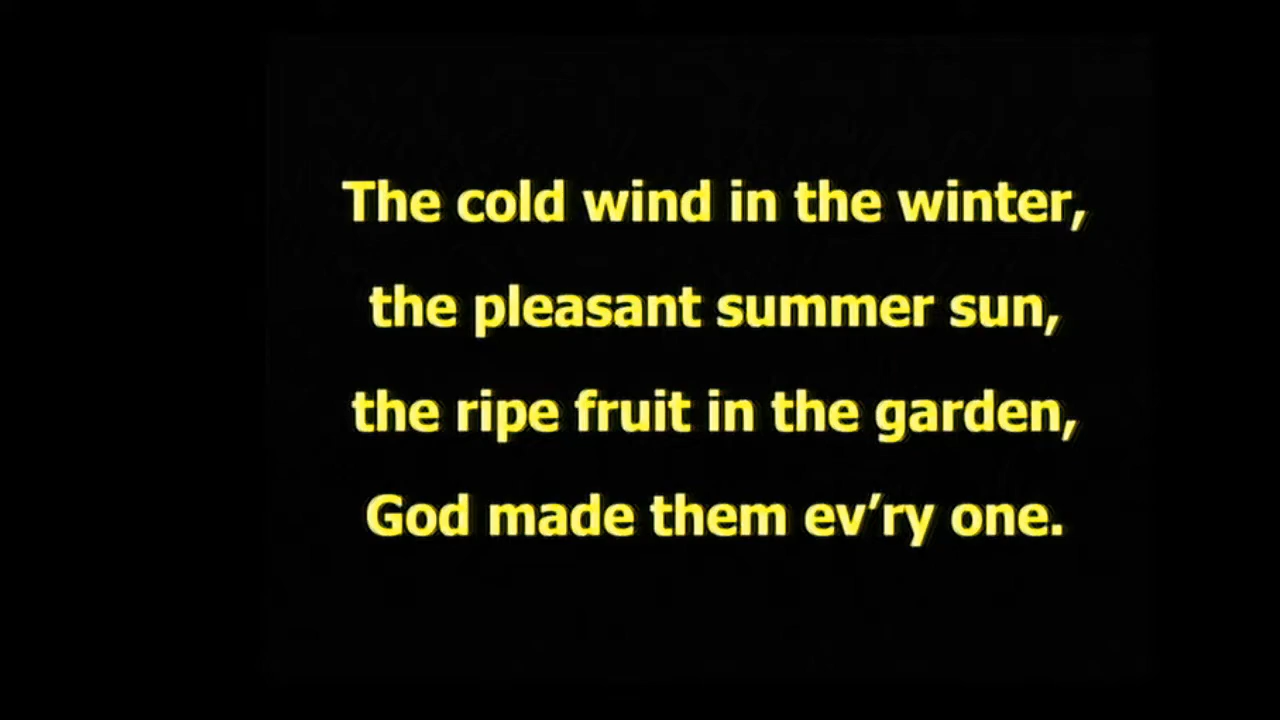 The cold wind in the winter,
the pleasant summer sun,
the ripe fruit in the garden,
God made them ev’ry one.